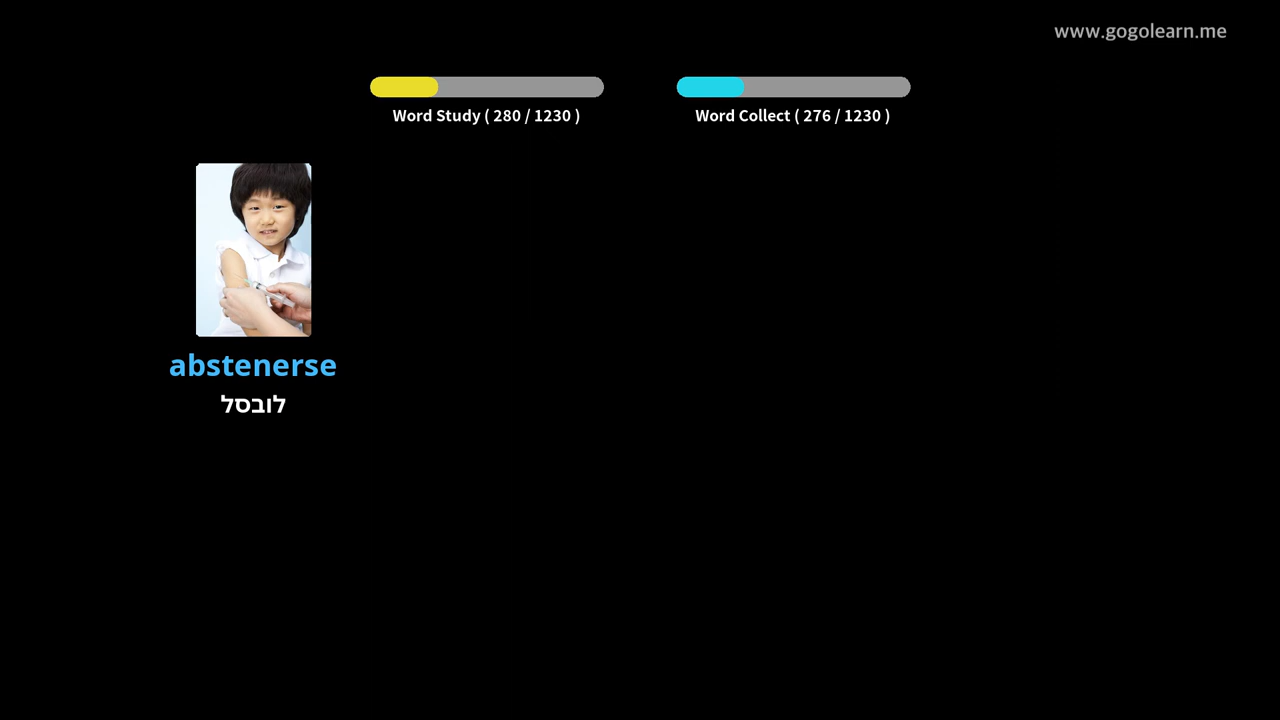 www.gogolearn.me
Word Study ( 280 / 1230 )
Word Collect ( 276 / 1230 )
abstenerse
לובסל